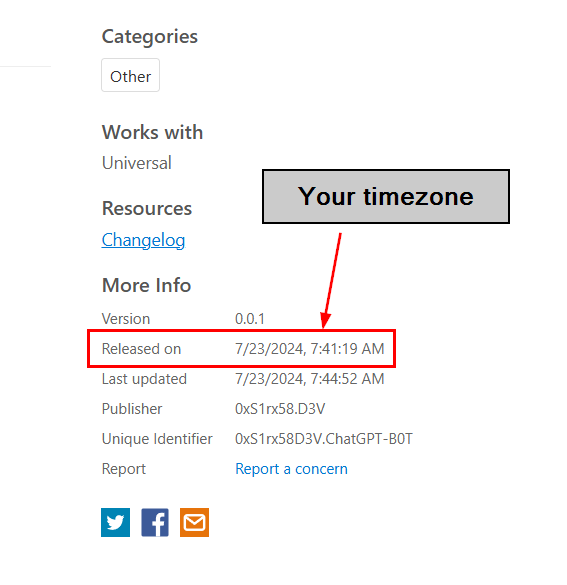 Categories
Other
Works with
Universal
Your timezone
Resources
Changelog
More Info
Version 0.0.1
Released on 7/23/2024, 7:41:19 AM
Last updated 7/23/2024, 7:44:52 AM
Publisher 0xS1rx58.D3V
Unique Identifier 0xS1rx58D3V.ChatGPT-B0T
Report Report a concern